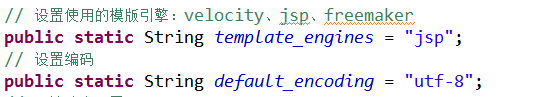 // 设置使用的模版引擎：velocity、jsp、freemaker
public static String template_engines = "jsp";
// 设置编码
public static String default_encoding = "utf-8";